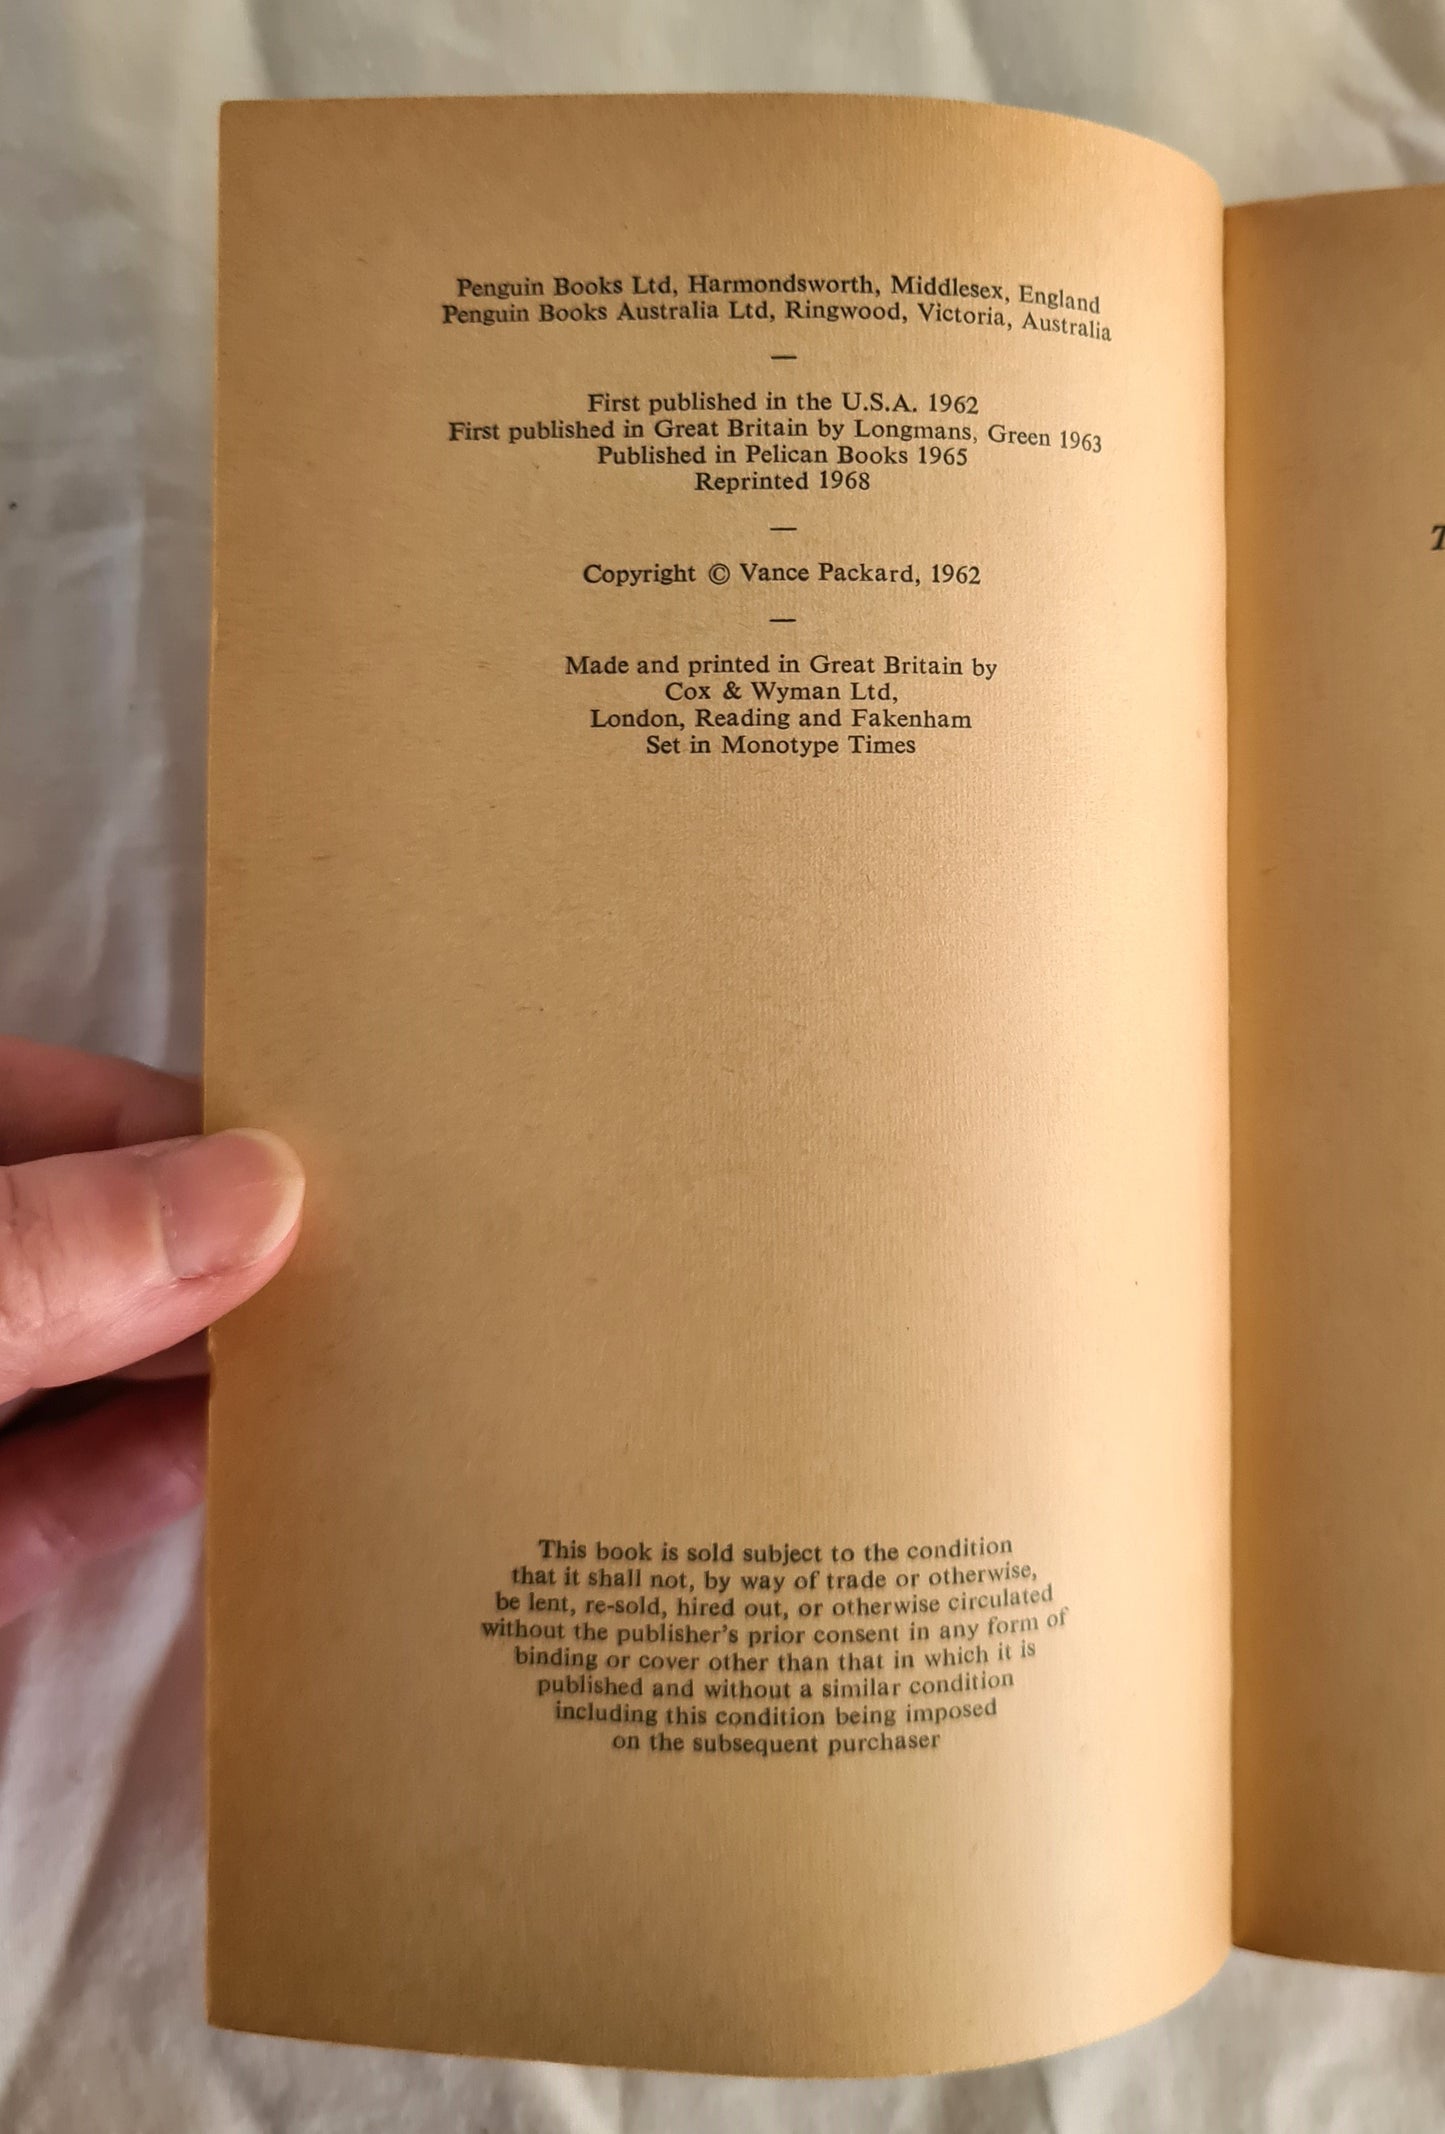 Penguin Books Ltd, Harmondsworth, Middlesex, England
Penguin Books Australia Ltd, Ringwood, Victoria, Australia
—
First published in the U.S.A. 1962
First published in Great Britain by Longmans, Green 1963
Published in Pelican Books 1965
Reprinted 1968
—
Copyright © Vance Packard, 1962
—
Made and printed in Great Britain by
Cox & Wyman Ltd,
London, Reading and Fakenham
Set in Monotype Times
This book is sold subject to the condition
that it shall not, by way of trade or otherwise,
be lent, re-sold, hired out, or otherwise circulated
without the publisher's prior consent in any form of
binding or cover other than that in which it is
published and without a similar condition
including this condition being imposed
on the subsequent purchaser